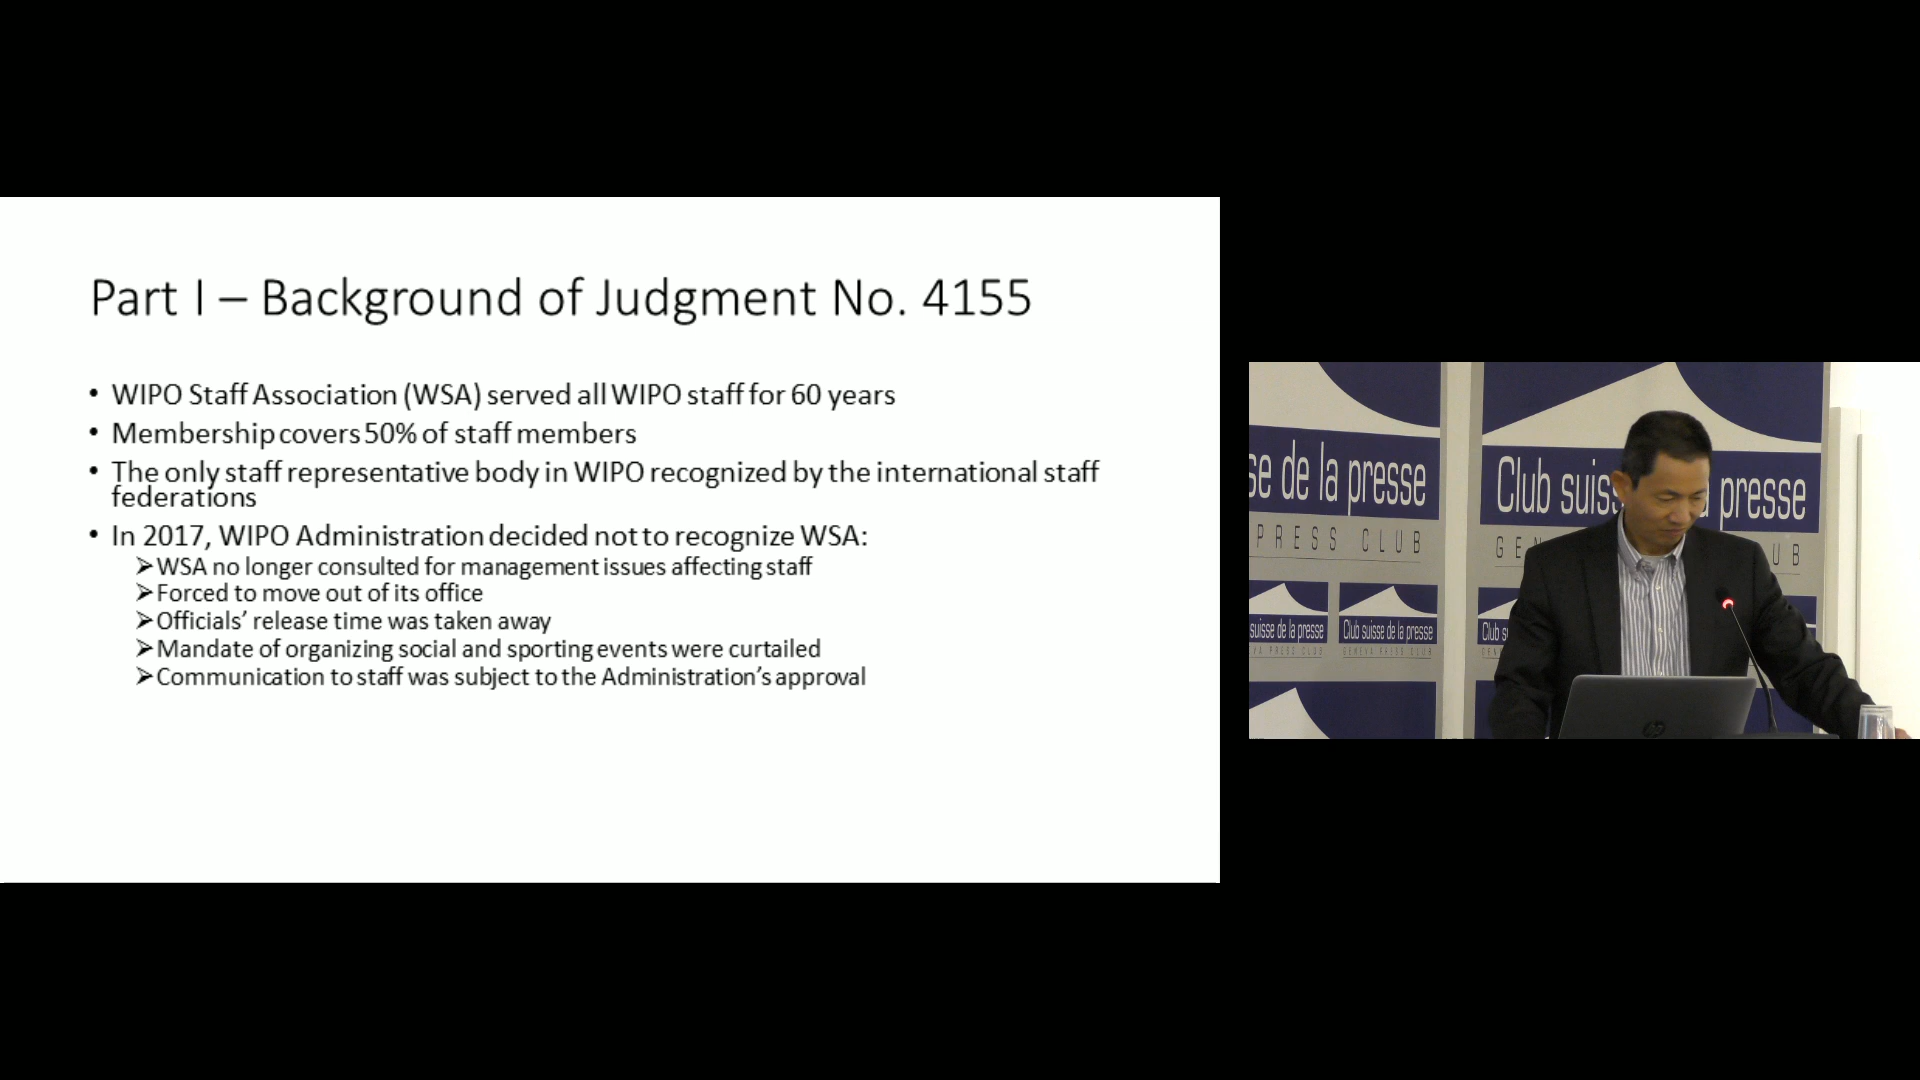 Part I – Background of Judgment No. 4155
• WIPO Staff Association (WSA) served all WIPO staff for 60 years
• Membership covers 50% of staff members
• The only staff representative body in WIPO recognized by the international staff
federations
• In 2017, WIPO Administration decided not to recognize WSA:
➢WSA no longer consulted for management issues affecting staff
➢Forced to move out of its office
➢Officials’ release time was taken away
➢Mandate of organizing social and sporting events were curtailed
➢Communication to staff was subject to the Administration’s approval
se de la presse
PRESS CLUB
Club suis
presse
GE
UB
suisse de la presse
VA PRESS CLUB
Club suisse de la presse
GENEVA PRESS CLUB
Club s
hp